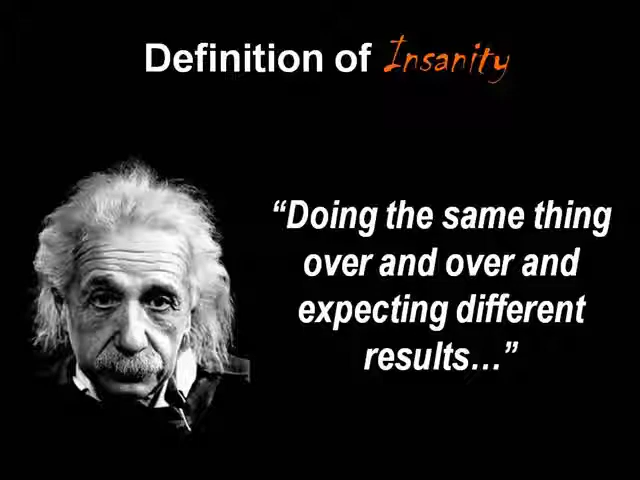 Definition of Insanity
“Doing the same thing
over and over and
expecting different
results…”